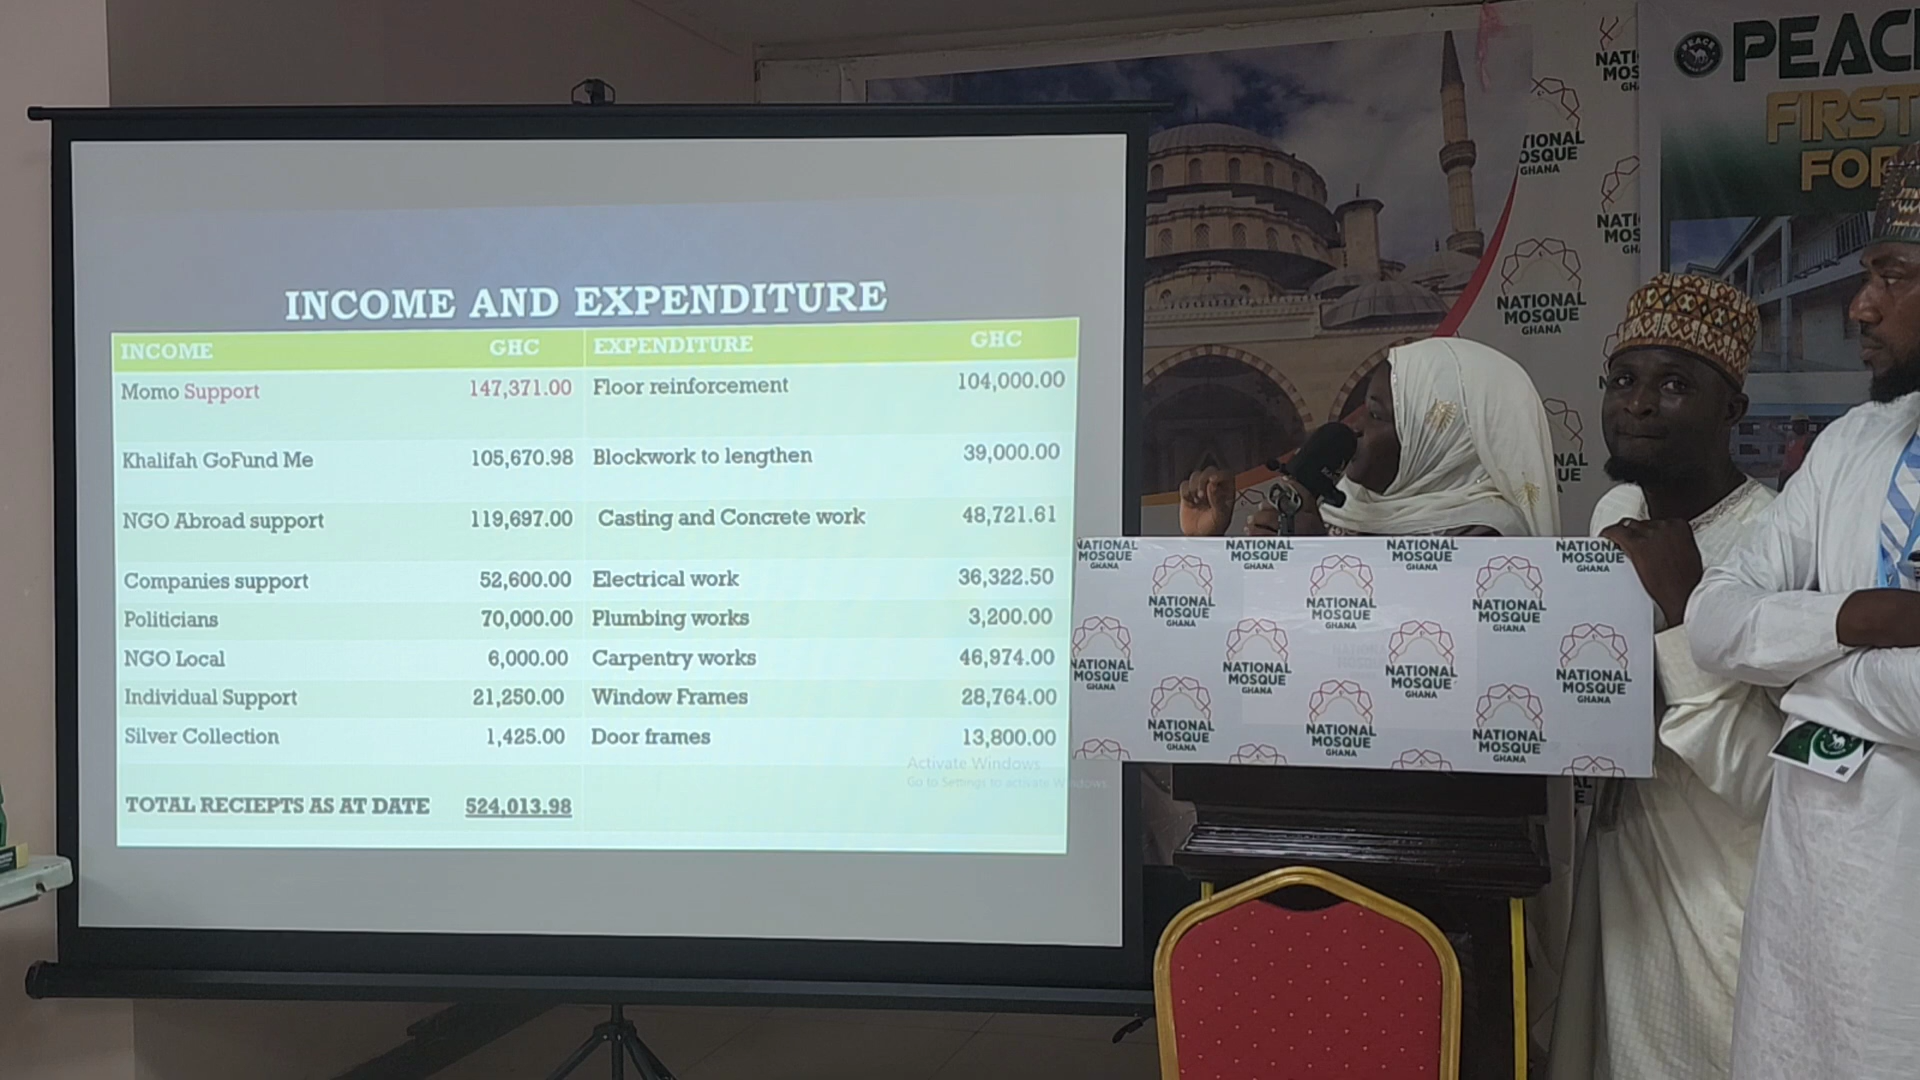 INCOME AND EXPENDITURE
INCOME GHC EXPENDITURE GHC
Momo Support 147,371.00 Floor reinforcement 104,000.00
Khalifah GoFund Me 105,670.98 Blockwork to lengthen 39,000.00
NGO Abroad support 119,697.00 Casting and Concrete work 48,721.61
Companies support 52,600.00 Electrical work 36,322.50
Politicians 70,000.00 Plumbing works 3,200.00
NGO Local 6,000.00 Carpentry works 46,974.00
Individual Support 21,250.00 Window Frames 28,764.00
Silver Collection 1,425.00 Door frames 13,800.00
TOTAL RECIEPTS AS AT DATE 524,013.98
Activate Windows
Go to Settings to activate Windows.
NATIONAL
MOSQUE
GHANA
PEACE
FIRST
FOR
NATIONAL
MOSQUE
GHANA
NATIONAL
MOSQUE
GHANA
NATIONAL
MOSQUE
GHANA
NATIONAL
MOSQUE
GHANA
NATIONAL
MOSQUE
GHANA
NATIONAL
MOSQUE
GHANA
NATIONAL
MOSQUE
GHANA
NATIONAL
MOSQUE
GHANA
NATIONAL
MOSQUE
GHANA
NATIONAL
MOSQUE
GHANA
NATIONAL
MOSQUE
GHANA
NATIONAL
MOSQUE
GHANA
NATIONAL
MOSQUE
GHANA
NATIONAL
MOSQUE
GHANA